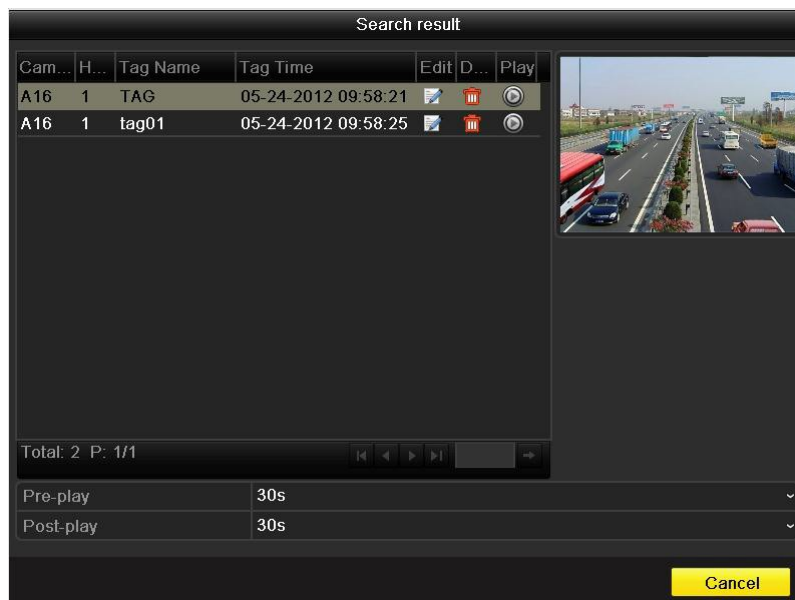 Search result
Cam... H... Tag Name Tag Time Edit D... Play
A16 1 TAG 05-24-2012 09:58:21
A16 1 tag01 05-24-2012 09:58:25
Total: 2 P: 1/1
Pre-play 30s
Post-play 30s
Cancel